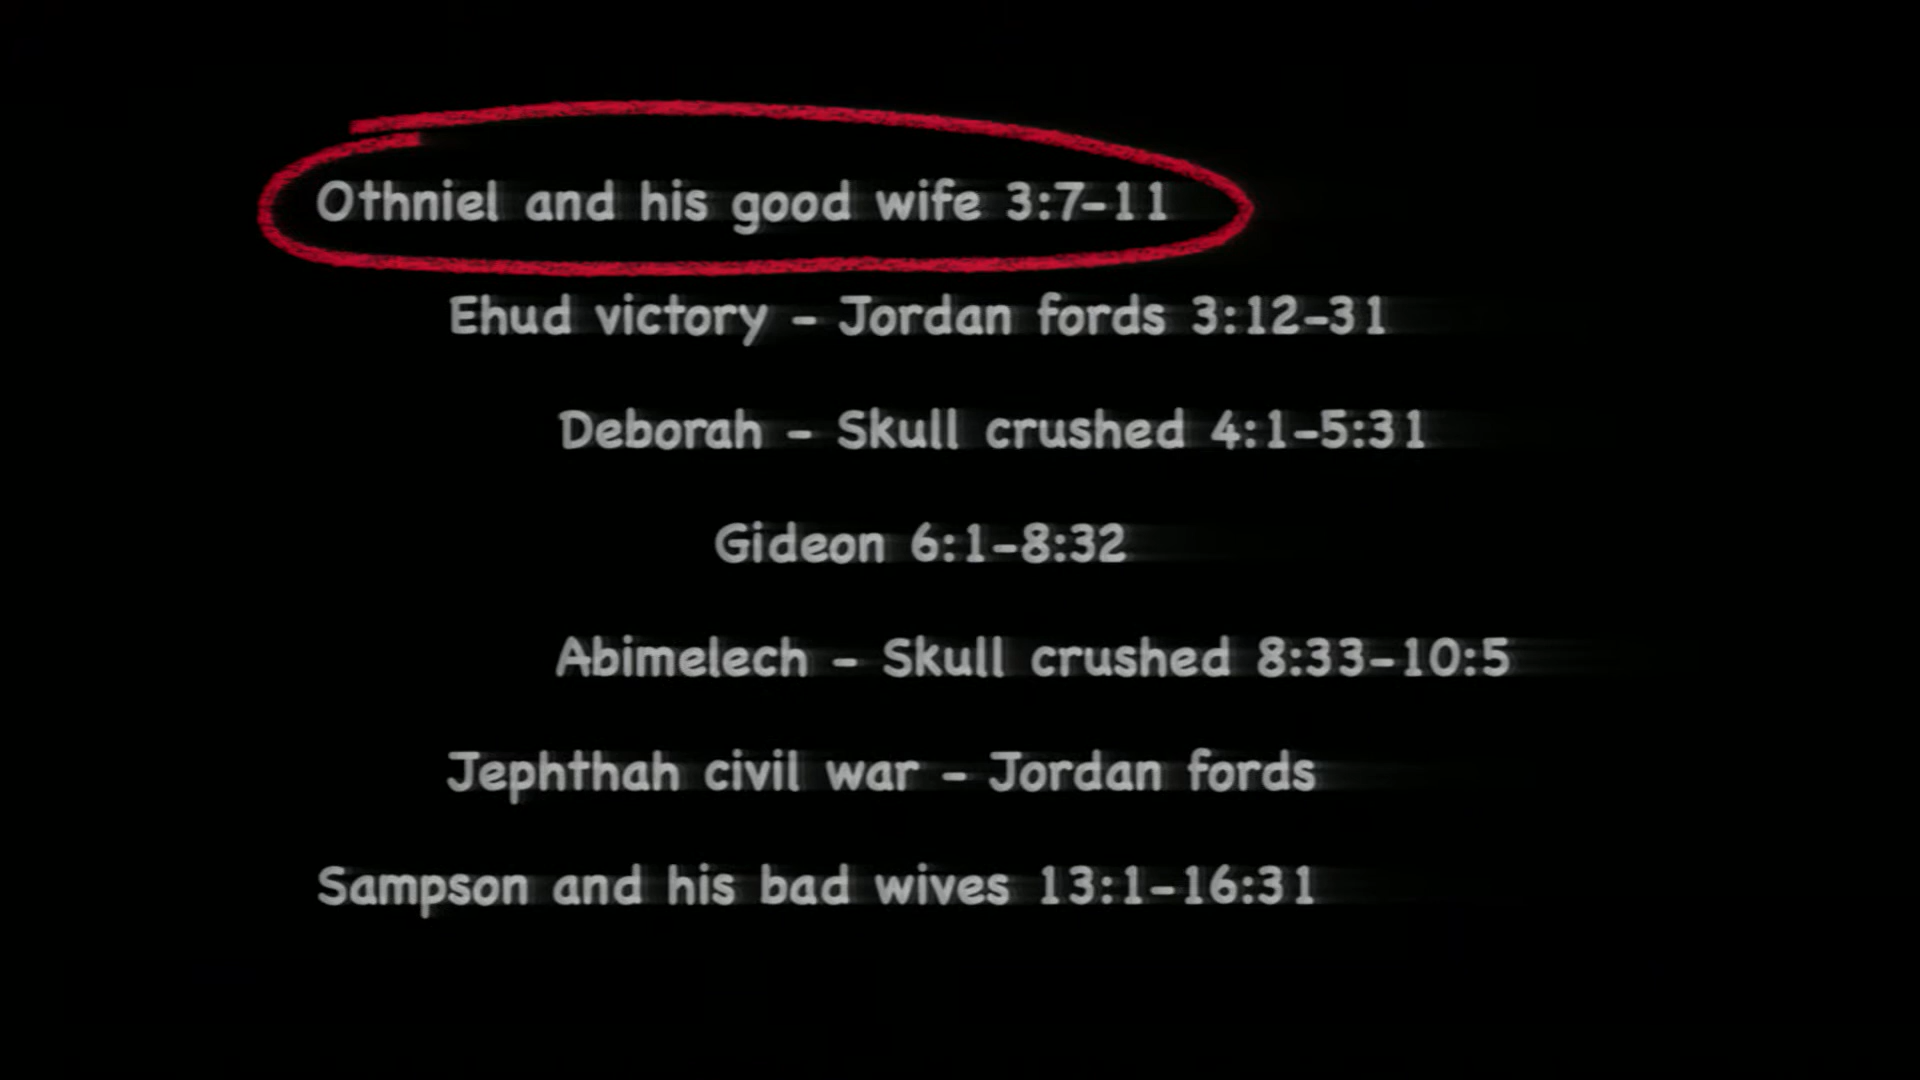 Othniel and his good wife 3:7-11
Ehud victory - Jordan fords 3:12-31
Deborah - Skull crushed 4:1-5:31
Gideon 6:1-8:32
Abimelech - Skull crushed 8:33-10:5
Jephthah civil war - Jordan fords
Sampson and his bad wives 13:1-16:31